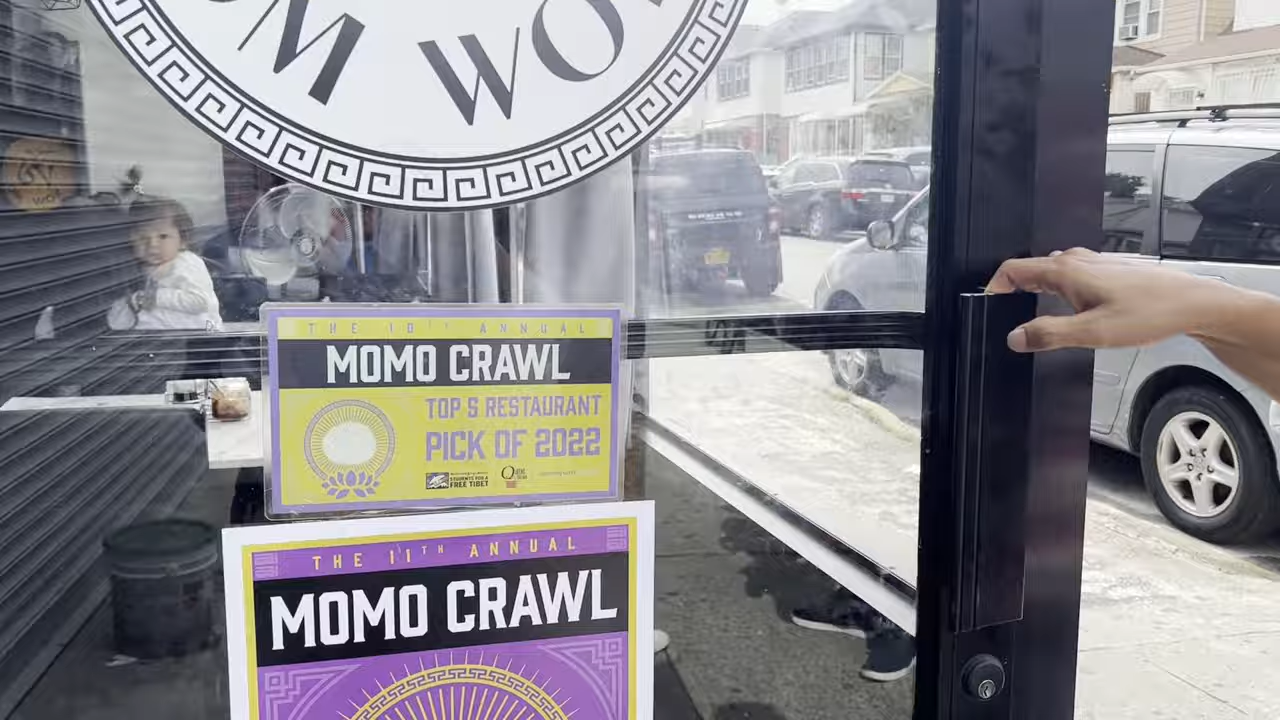 OM WO
THE 10TH ANNUAL
MOMO CRAWL
TOP 5 RESTAURANT
PICK OF 2022
STUDENTS FOR A
FREE TIBET
THE 11TH ANNUAL
MOMO CRAWL